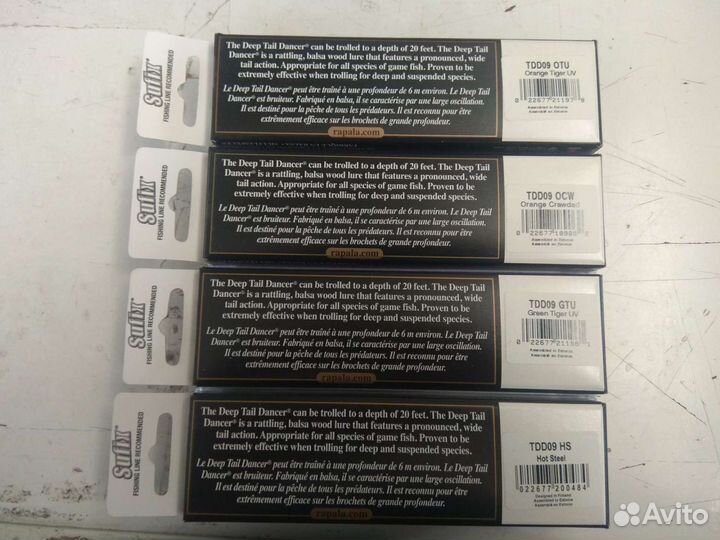 Sufix
FISHING LINE RECOMMENDED
The Deep Tail Dancer® can be trolled to a depth of 20 feet. The Deep Tail
Dancer® is a rattling, balsa wood lure that features a pronounced, wide
tail action. Appropriate for all species of game fish. Proven to be
extremely effective when trolling for deep and suspended species.
Le Deep Tail Dancer® peut être traîné à une profondeur de 6 m environ. Le Deep Tail
Dancer® est bruiteur. Fabriqué en balsa, il se caractérise par une large oscillation.
Il est destiné pour la pêche de tous les prédateurs. Il est reconnu pour être
extrêmement efficace sur les brochets de grande profondeur.
rapala.com
TDD09 OTU
Orange Tiger UV
Assembled in Estonia
Sufix
FISHING LINE RECOMMENDED
The Deep Tail Dancer® can be trolled to a depth of 20 feet. The Deep Tail
Dancer® is a rattling, balsa wood lure that features a pronounced, wide
tail action. Appropriate for all species of game fish. Proven to be
extremely effective when trolling for deep and suspended species.
Le Deep Tail Dancer® peut être traîné à une profondeur de 6 m environ. Le Deep Tail
Dancer® est bruiteur. Fabriqué en balsa, il se caractérise par une large oscillation.
Il est destiné pour la pêche de tous les prédateurs. Il est reconnu pour être
extrêmement efficace sur les brochets de grande profondeur.
rapala.com
TDD09 OCW
Orange Crawdad
Assembled in Estonia
Sufix
FISHING LINE RECOMMENDED
The Deep Tail Dancer® can be trolled to a depth of 20 feet. The Deep Tail
Dancer® is a rattling, balsa wood lure that features a pronounced, wide
tail action. Appropriate for all species of game fish. Proven to be
extremely effective when trolling for deep and suspended species.
Le Deep Tail Dancer® peut être traîné à une profondeur de 6 m environ. Le Deep Tail
Dancer® est bruiteur. Fabriqué en balsa, il se caractérise par une large oscillation.
Il est destiné pour la pêche de tous les prédateurs. Il est reconnu pour être
extrêmement efficace sur les brochets de grande profondeur.
rapala.com
TDD09 GTU
Green Tiger UV
Assembled in Estonia
Sufix
FISHING LINE RECOMMENDED
The Deep Tail Dancer® can be trolled to a depth of 20 feet. The Deep Tail
Dancer® is a rattling, balsa wood lure that features a pronounced, wide
tail action. Appropriate for all species of game fish. Proven to be
extremely effective when trolling for deep and suspended species.
Le Deep Tail Dancer® peut être traîné à une profondeur de 6 m environ. Le Deep Tail
Dancer® est bruiteur. Fabriqué en balsa, il se caractérise par une large oscillation.
Il est destiné pour la pêche de tous les prédateurs. Il est reconnu pour être
extrêmement efficace sur les brochets de grande profondeur.
rapala.com
TDD09 HS
Hot Steel
022677200484
Designed in Finland
Assembled in Estonia
Avito